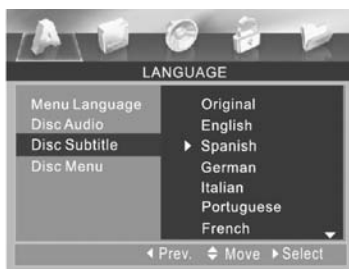 A
LANGUAGE
Menu Language
Disc Audio
Disc Subtitle
Disc Menu
Original
English
Spanish
German
Italian
Portuguese
French
Prev. Move Select